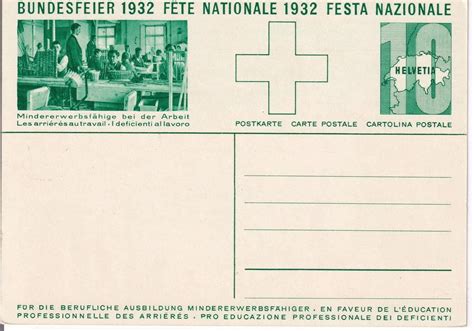 BUNDESFEIER 1932 FÊTE NATIONALE 1932 FESTA NAZIONALE
10
HELVETIA
Mindererwerbsfähige bei der Arbeit
Les arriérés au travail - I deficienti al lavoro
POSTKARTE CARTE POSTALE CARTOLINA POSTALE
FÜR DIE BERUFLICHE AUSBILDUNG MINDERERWERBSFÄHIGER - EN FAVEUR DE L'ÉDUCATION
PROFESSIONNELLE DES ARRIÉRÉS - PRO EDUCAZIONE PROFESSIONALE DEI DEFICIENTI